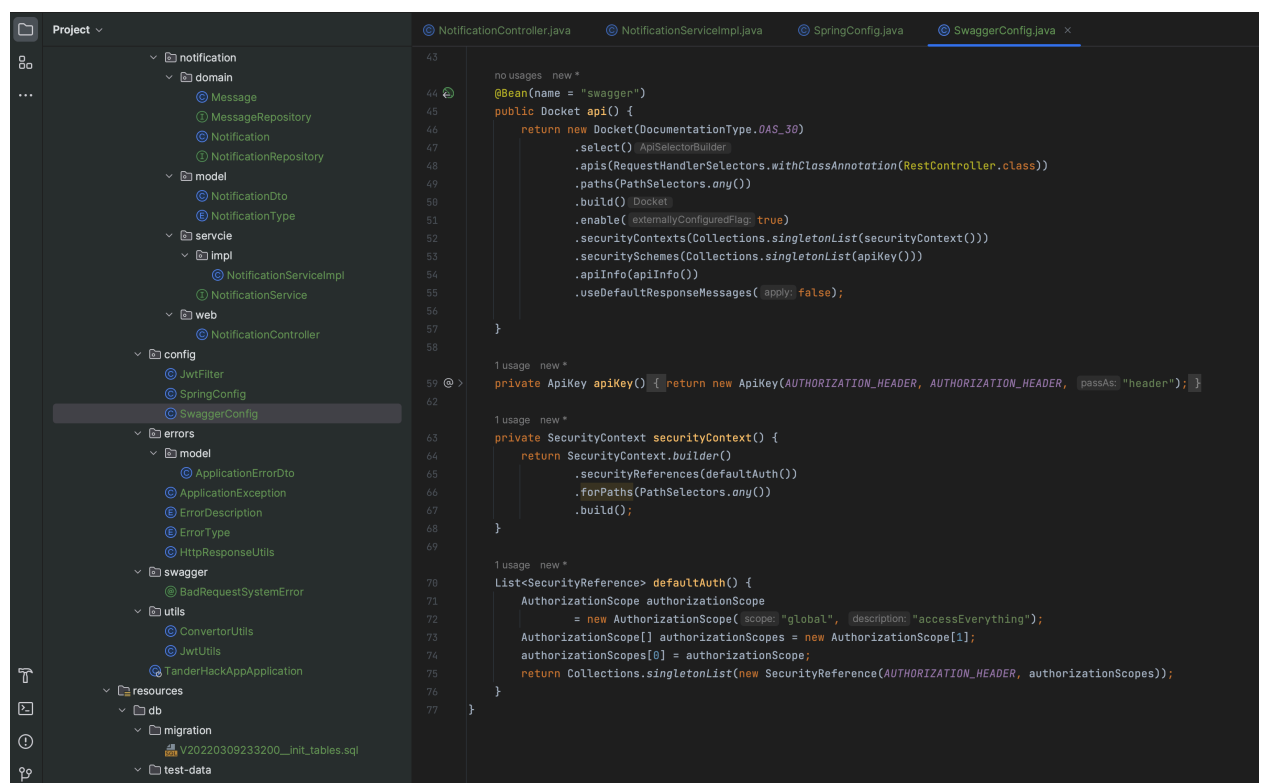 Project
notification
domain
Message
MessageRepository
Notification
NotificationRepository
model
NotificationDto
NotificationType
servcie
impl
NotificationServiceImpl
NotificationService
web
NotificationController
config
JwtFilter
SpringConfig
SwaggerConfig
errors
model
ApplicationErrorDto
ApplicationException
ErrorDescription
ErrorType
HttpResponseUtils
swagger
BadRequestSystemError
utils
ConvertorUtils
JwtUtils
TanderHackAppApplication
resources
db
migration
V20220309233200__init_tables.sql
test-data
NotificationController.java NotificationServiceImpl.java SpringConfig.java SwaggerConfig.java ×
43
no usages new *
44 @Bean(name = "swagger")
45 public Docket api() {
46 return new Docket(DocumentationType.OAS_30)
47 .select() ApiSelectorBuilder
48 .apis(RequestHandlerSelectors.withClassAnnotation(RestController.class))
49 .paths(PathSelectors.any())
50 .build() Docket
51 .enable( externallyConfiguredFlag: true)
52 .securityContexts(Collections.singletonList(securityContext()))
53 .securitySchemes(Collections.singletonList(apiKey()))
54 .apiInfo(apiInfo())
55 .useDefaultResponseMessages( apply: false);
56
57 }
58
1 usage new *
59 @ > private ApiKey apiKey() { return new ApiKey(AUTHORIZATION_HEADER, AUTHORIZATION_HEADER, passAs: "header"); }
62
1 usage new *
63 private SecurityContext securityContext() {
64 return SecurityContext.builder()
65 .securityReferences(defaultAuth())
66 .forPaths(PathSelectors.any())
67 .build();
68 }
69
1 usage new *
70 List<SecurityReference> defaultAuth() {
71 AuthorizationScope authorizationScope
72 = new AuthorizationScope( scope: "global", description: "accessEverything");
73 AuthorizationScope[] authorizationScopes = new AuthorizationScope[1];
74 authorizationScopes[0] = authorizationScope;
75 return Collections.singletonList(new SecurityReference(AUTHORIZATION_HEADER, authorizationScopes));
76 }
77 }